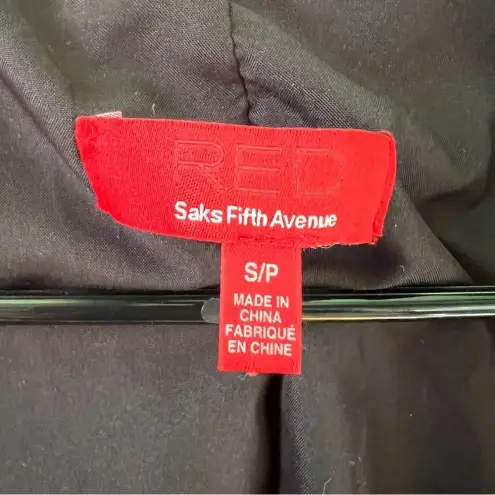 RED
Saks Fifth Avenue
S/P
MADE IN
CHINA
FABRIQUÉ
EN CHINE